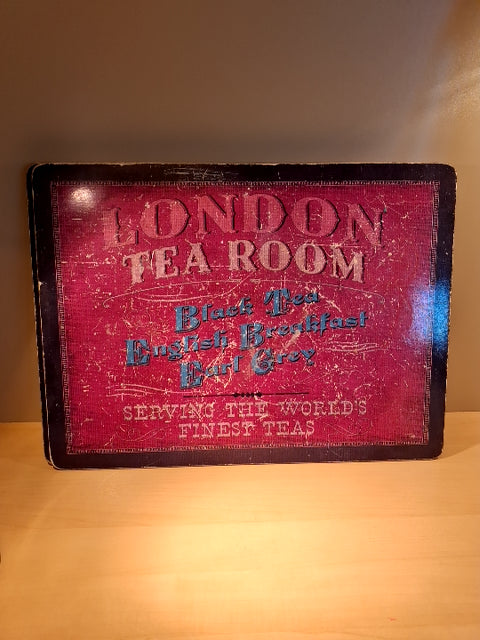 LONDON
TEA ROOM
Black Tea
English Breakfast
Earl Grey
SERVING THE WORLD'S
FINEST TEAS